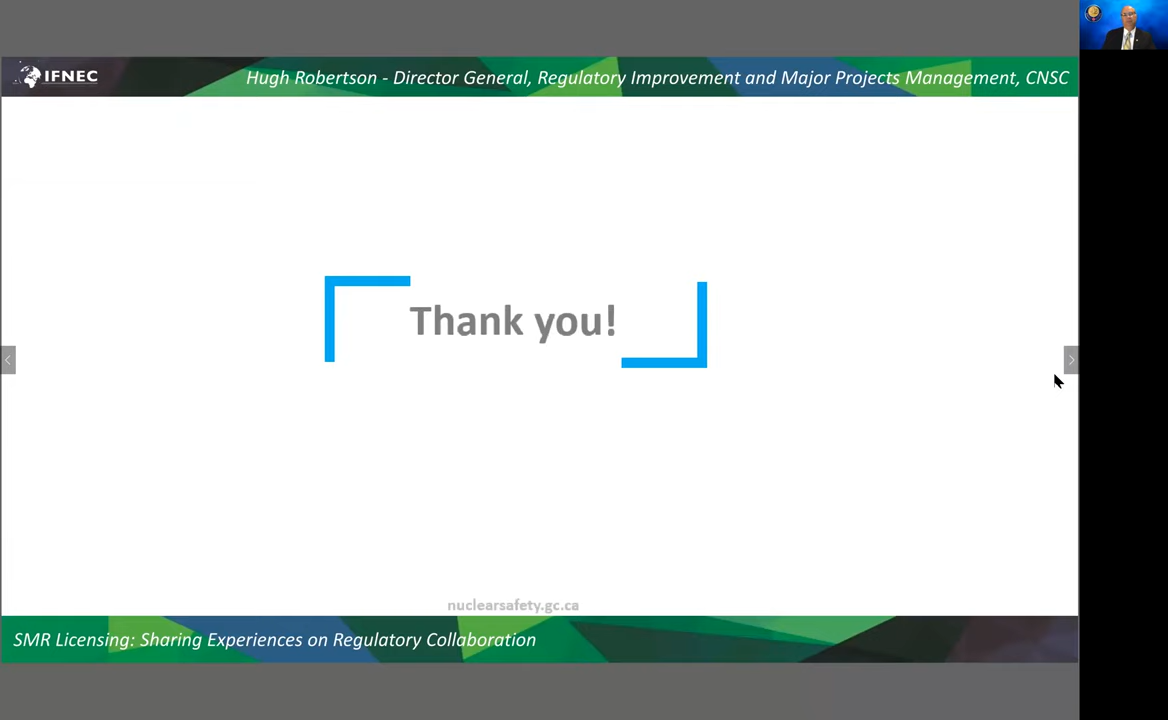 IFNEC
Hugh Robertson - Director General, Regulatory Improvement and Major Projects Management, CNSC
Thank you!
nuclearsafety.gc.ca
SMR Licensing: Sharing Experiences on Regulatory Collaboration